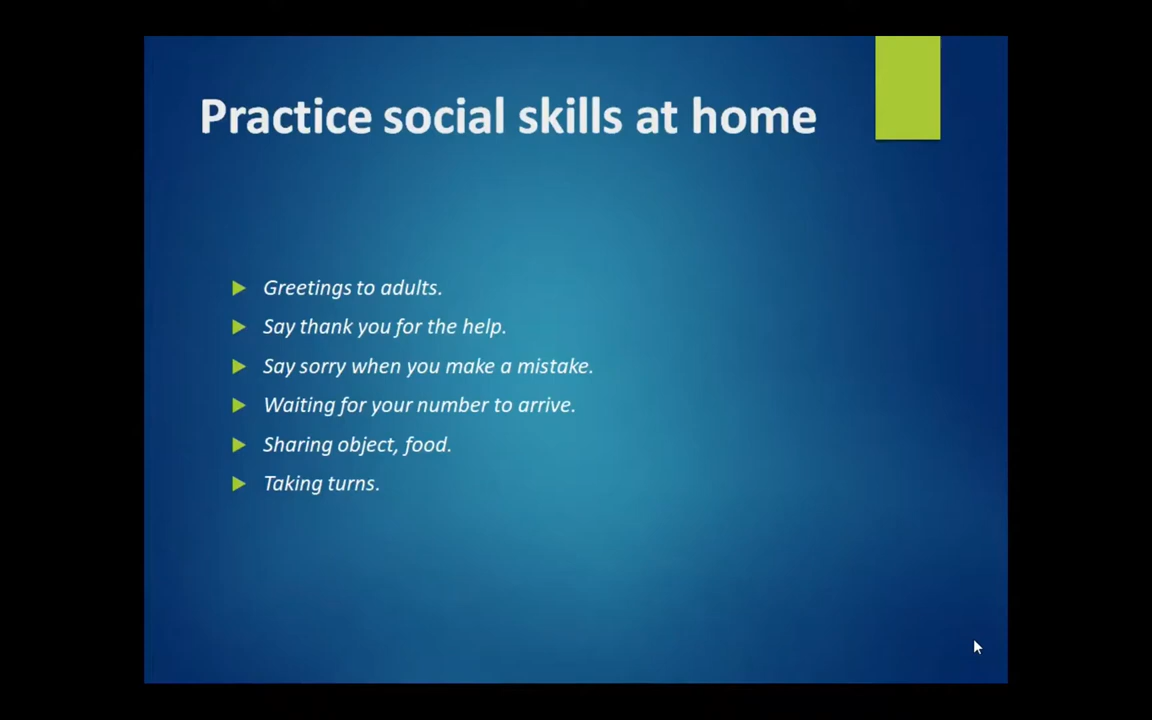 Practice social skills at home
Greetings to adults.
Say thank you for the help.
Say sorry when you make a mistake.
Waiting for your number to arrive.
Sharing object, food.
Taking turns.